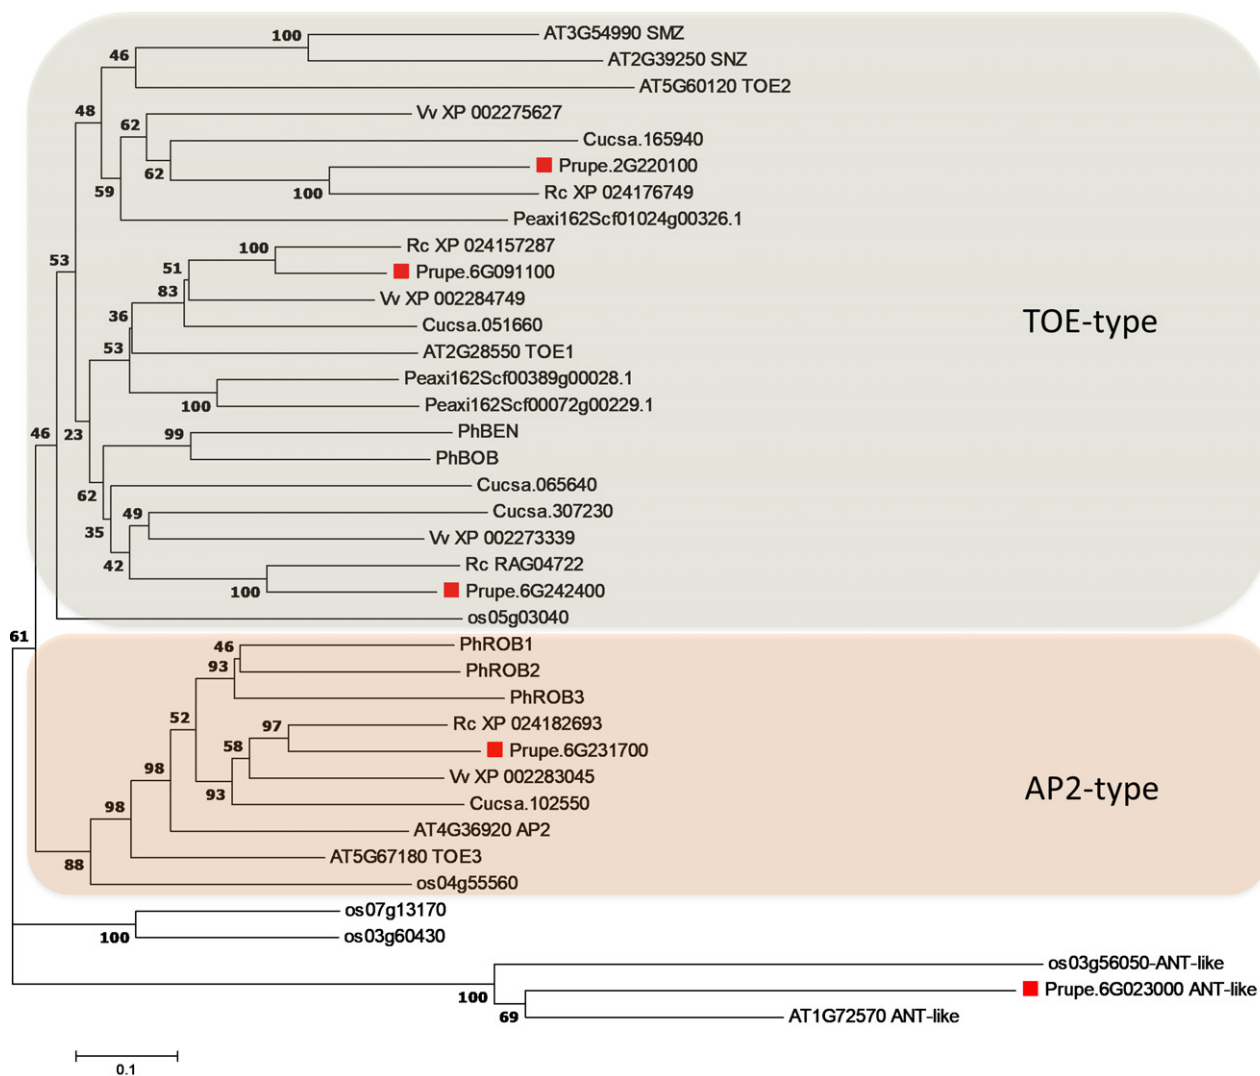 100
AT3G54990 SMZ
46
AT2G39250 SNZ
AT5G60120 TOE2
48
Vv XP 002275627
62
Cucsa.165940
Prupe.2G220100
62
59
100
Rc XP 024176749
Peaxi162Scf01024g00326.1
100
Rc XP 024157287
53
51
Prupe.6G091100
83
Vv XP 002284749
36
Cucsa.051660
TOE-type
53
AT2G28550 TOE1
Peaxi162Scf00389g00028.1
100
Peaxi162Scf00072g00229.1
46
23
99
PhBEN
PhBOB
62
Cucsa.065640
49
Cucsa.307230
35
Vv XP 002273339
42
Rc RAG04722
100
Prupe.6G242400
os05g03040
61
46
PhROB1
93
PhROB2
PhROB3
52
97
Rc XP 024182693
58
Prupe.6G231700
98
Vv XP 002283045
AP2-type
93
Cucsa.102550
98
AT4G36920 AP2
88
AT5G67180 TOE3
os04g55560
os07g13170
100
os03g60430
os03g56050-ANT-like
100
Prupe.6G023000 ANT-like
69
AT1G72570 ANT-like
0.1